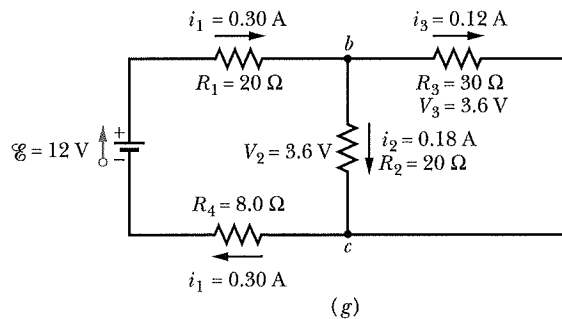 i₁ = 0.30 A
i₃ = 0.12 A
b
R₁ = 20 Ω
R₃ = 30 Ω
V₃ = 3.6 V
+
ℰ = 12 V
−
V₂ = 3.6 V
i₂ = 0.18 A
R₂ = 20 Ω
R₄ = 8.0 Ω
c
i₁ = 0.30 A
(g)